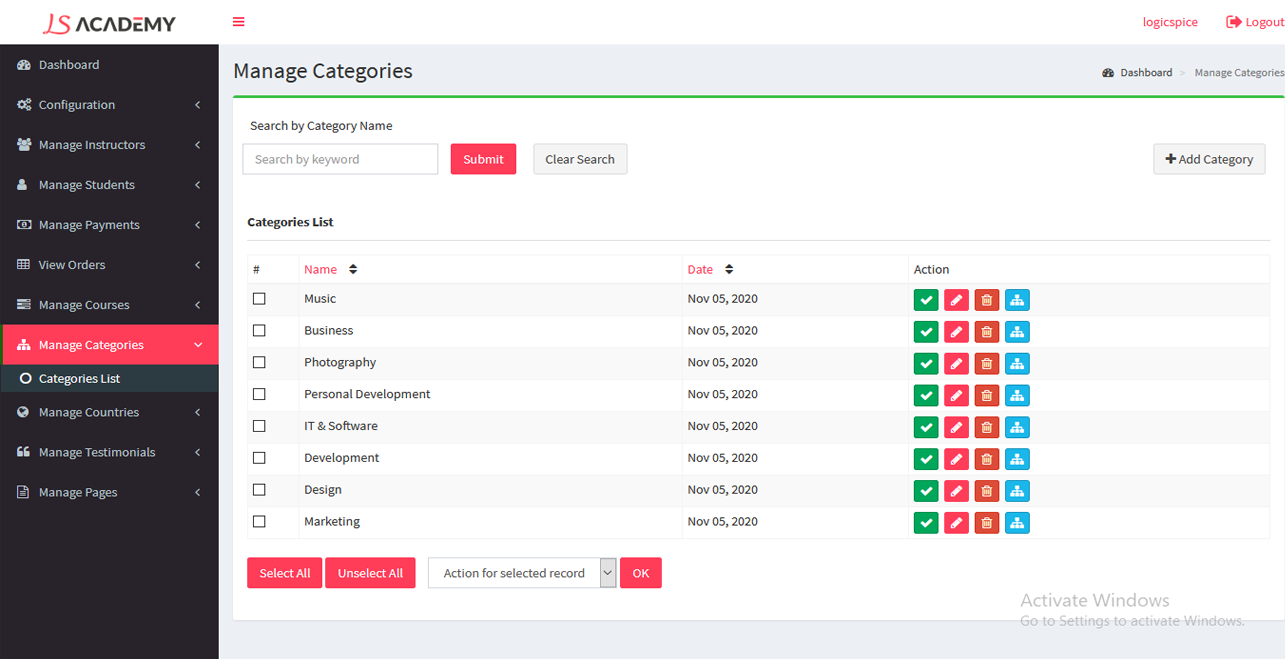 LS ACADEMY
logicspice Logout
Dashboard
Configuration
Manage Instructors
Manage Students
Manage Payments
View Orders
Manage Courses
Manage Categories
Categories List
Manage Countries
Manage Testimonials
Manage Pages
Manage Categories
Dashboard > Manage Categories
Search by Category Name
Search by keyword Submit Clear Search Add Category
Categories List
# Name Date Action
Music Nov 05, 2020
Business Nov 05, 2020
Photography Nov 05, 2020
Personal Development Nov 05, 2020
IT & Software Nov 05, 2020
Development Nov 05, 2020
Design Nov 05, 2020
Marketing Nov 05, 2020
Select All Unselect All Action for selected record OK
Activate Windows
Go to Settings to activate Windows.